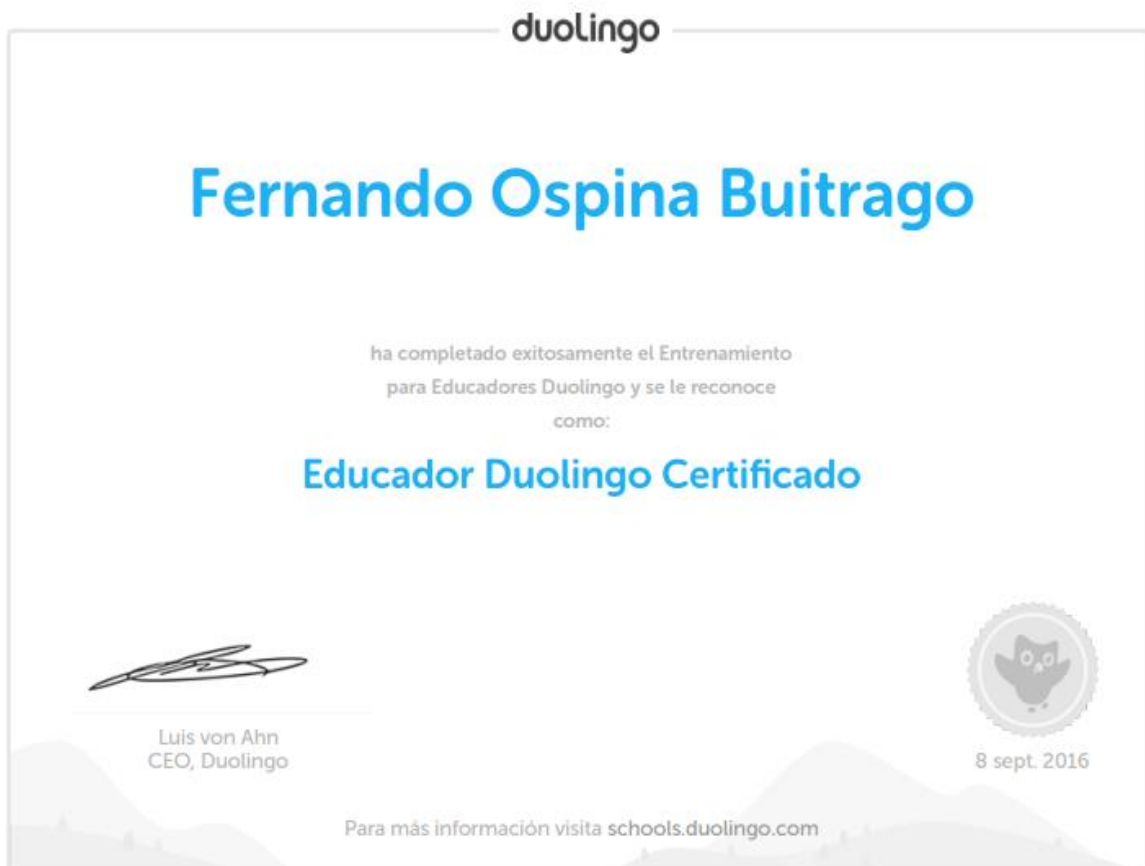 duolingo
Fernando Ospina Buitrago
ha completado exitosamente el Entrenamiento
para Educadores Duolingo y se le reconoce
como:
Educador Duolingo Certificado
Luis von Ahn
CEO, Duolingo
8 sept. 2016
Para más información visita schools.duolingo.com